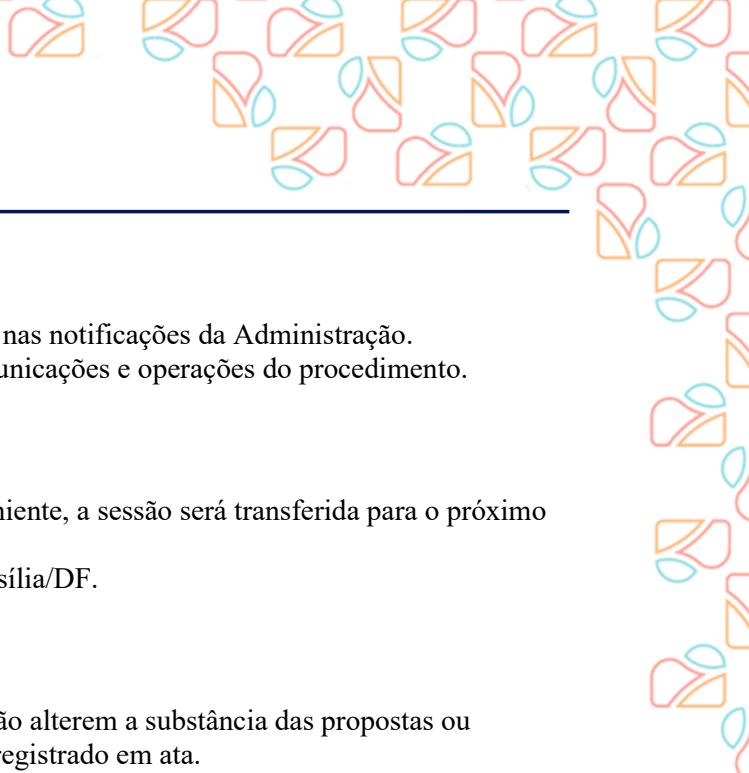 nas notificações da Administração.
unicações e operações do procedimento.
niente, a sessão será transferida para o próximo
sília/DF.
ão alterem a substância das propostas ou
registrado em ata.